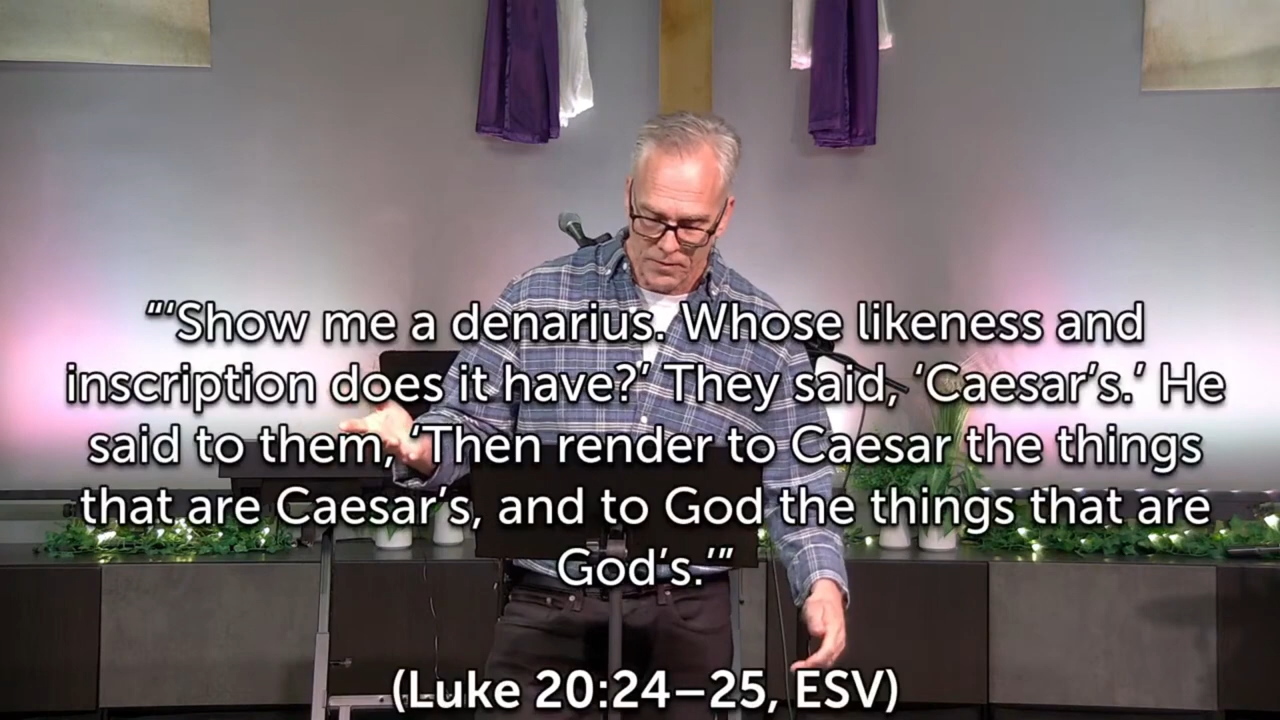 “‘Show me a denarius. Whose likeness and
inscription does it have?’ They said, ‘Caesar’s.’ He
said to them, ‘Then render to Caesar the things
that are Caesar’s, and to God the things that are
God’s.’”
(Luke 20:24–25, ESV)